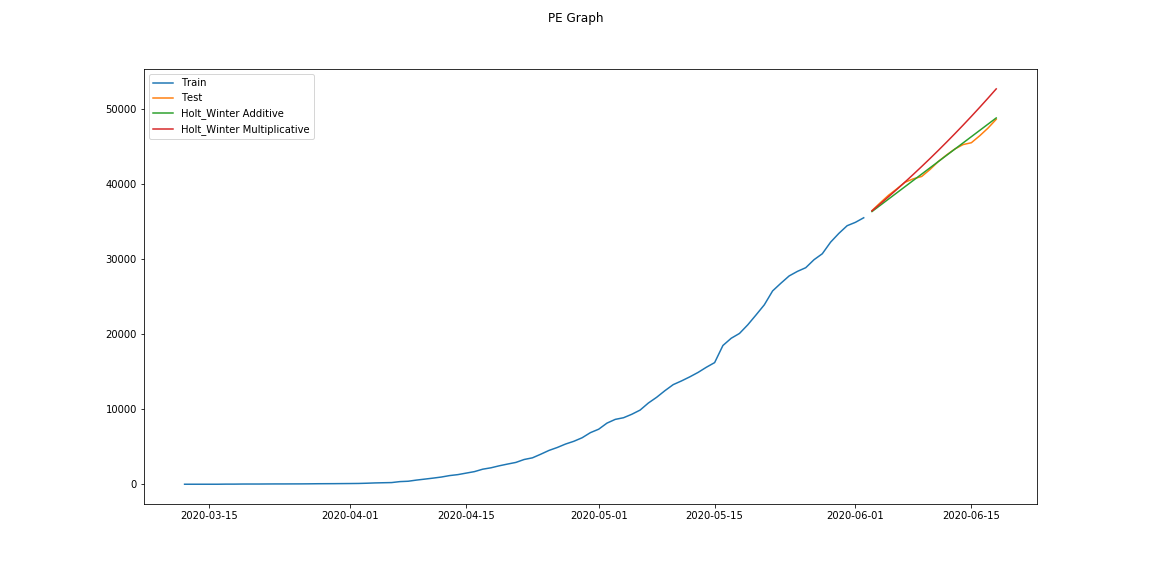 PE Graph
Train
Test
Holt_Winter Additive
Holt_Winter Multiplicative
50000
40000
30000
20000
10000
0
2020-03-15 2020-04-01 2020-04-15 2020-05-01 2020-05-15 2020-06-01 2020-06-15